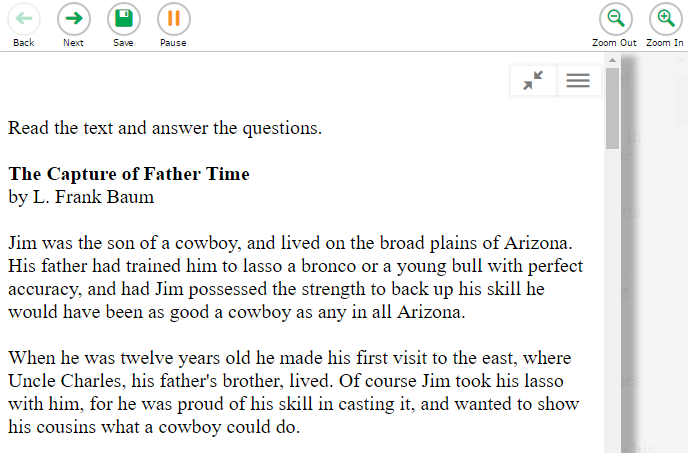 Back Next Save Pause Zoom Out Zoom In
Read the text and answer the questions.
The Capture of Father Time
by L. Frank Baum
Jim was the son of a cowboy, and lived on the broad plains of Arizona.
His father had trained him to lasso a bronco or a young bull with perfect
accuracy, and had Jim possessed the strength to back up his skill he
would have been as good a cowboy as any in all Arizona.
When he was twelve years old he made his first visit to the east, where
Uncle Charles, his father's brother, lived. Of course Jim took his lasso
with him, for he was proud of his skill in casting it, and wanted to show
his cousins what a cowboy could do.